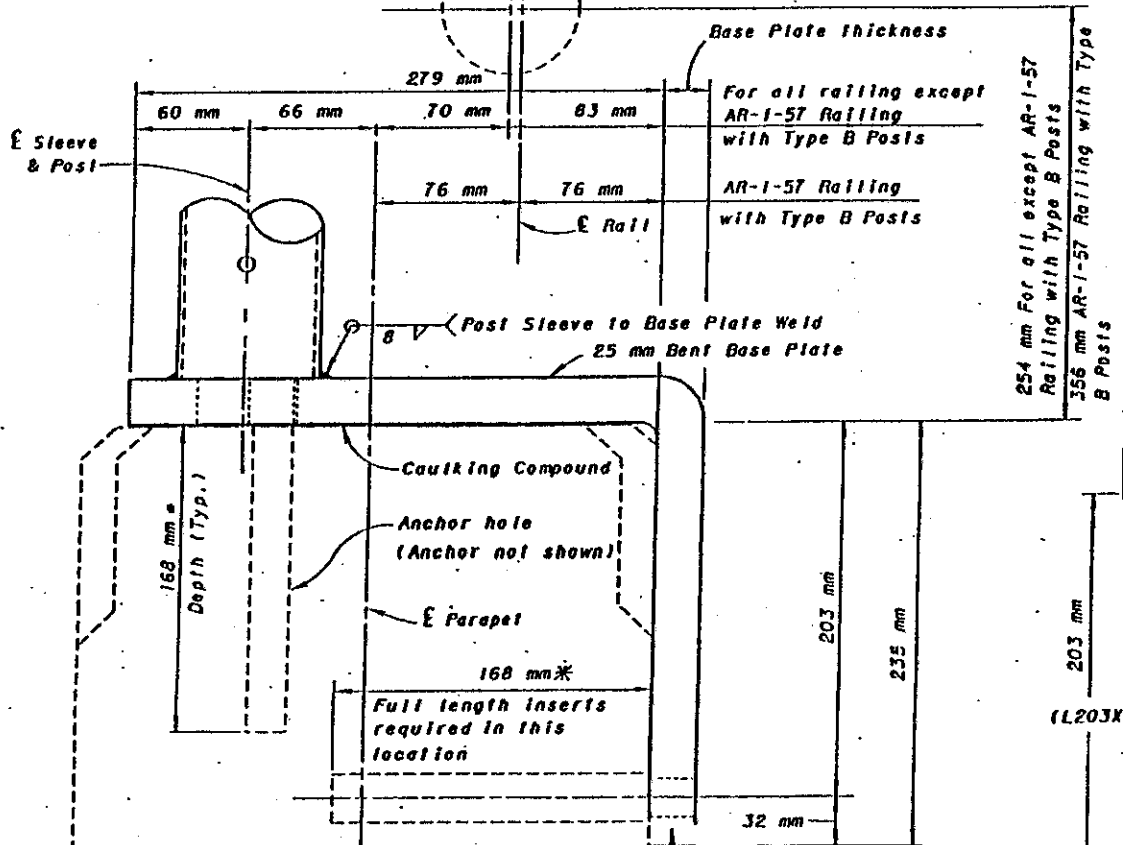 Base Plate thickness
279 mm
60 mm
66 mm
70 mm
83 mm
For all railing except
AR-1-57 Railing
with Type B Posts
℄ Sleeve
& Post
76 mm
76 mm
AR-1-57 Railing
with Type B Posts
℄ Rail
254 mm For all except AR-1-57
Railing with Type B Posts
356 mm AR-1-57 Railing with Type
B Posts
8
Post Sleeve to Base Plate Weld
25 mm Bent Base Plate
Caulking Compound
168 mm*
Depth (Typ.)
Anchor hole
(Anchor not shown)
℄ Parapet
168 mm*
Full length inserts
required in this
location
203 mm
235 mm
203 mm
(L203X
32 mm